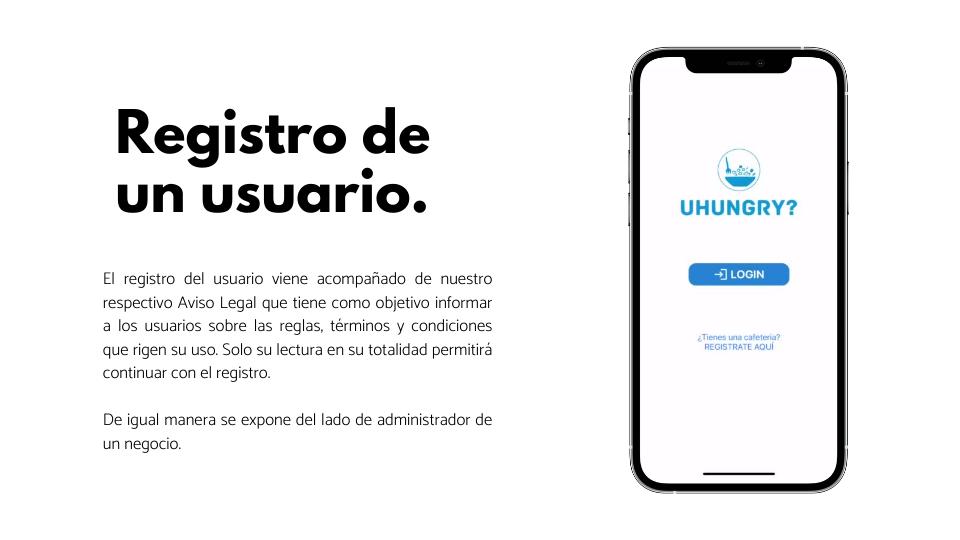 Registro de
un usuario.
El registro del usuario viene acompañado de nuestro
respectivo Aviso Legal que tiene como objetivo informar
a los usuarios sobre las reglas, términos y condiciones
que rigen su uso. Solo su lectura en su totalidad permitirá
continuar con el registro.
De igual manera se expone del lado de administrador de
un negocio.
UHUNGRY?
LOGIN
¿Tienes una cafeteria?
REGISTRATE AQUÍ